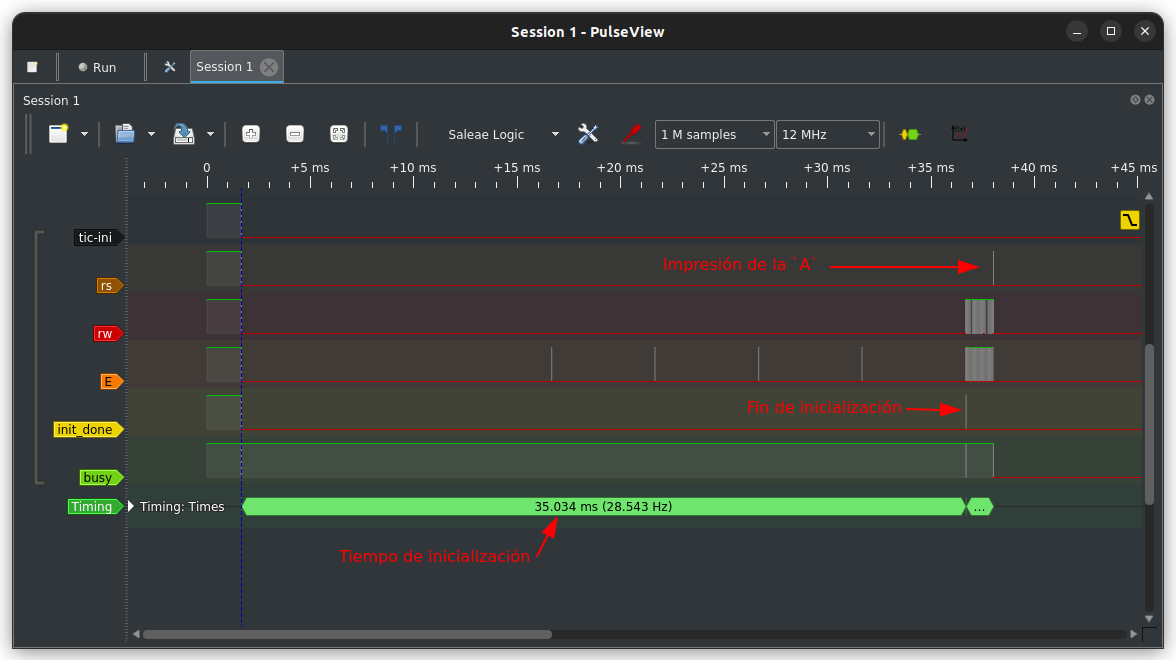 Session 1 - PulseView
Run
Session 1
Session 1
Saleae Logic
1 M samples
12 MHz
0
+5 ms
+10 ms
+15 ms
+20 ms
+25 ms
+30 ms
+35 ms
+40 ms
+45 ms
tic-ini
Impresión de la `A`
rs
rw
E
Fin de inicialización
init_done
busy
Timing
Timing: Times
35.034 ms (28.543 Hz)
...
Tiempo de inicialización